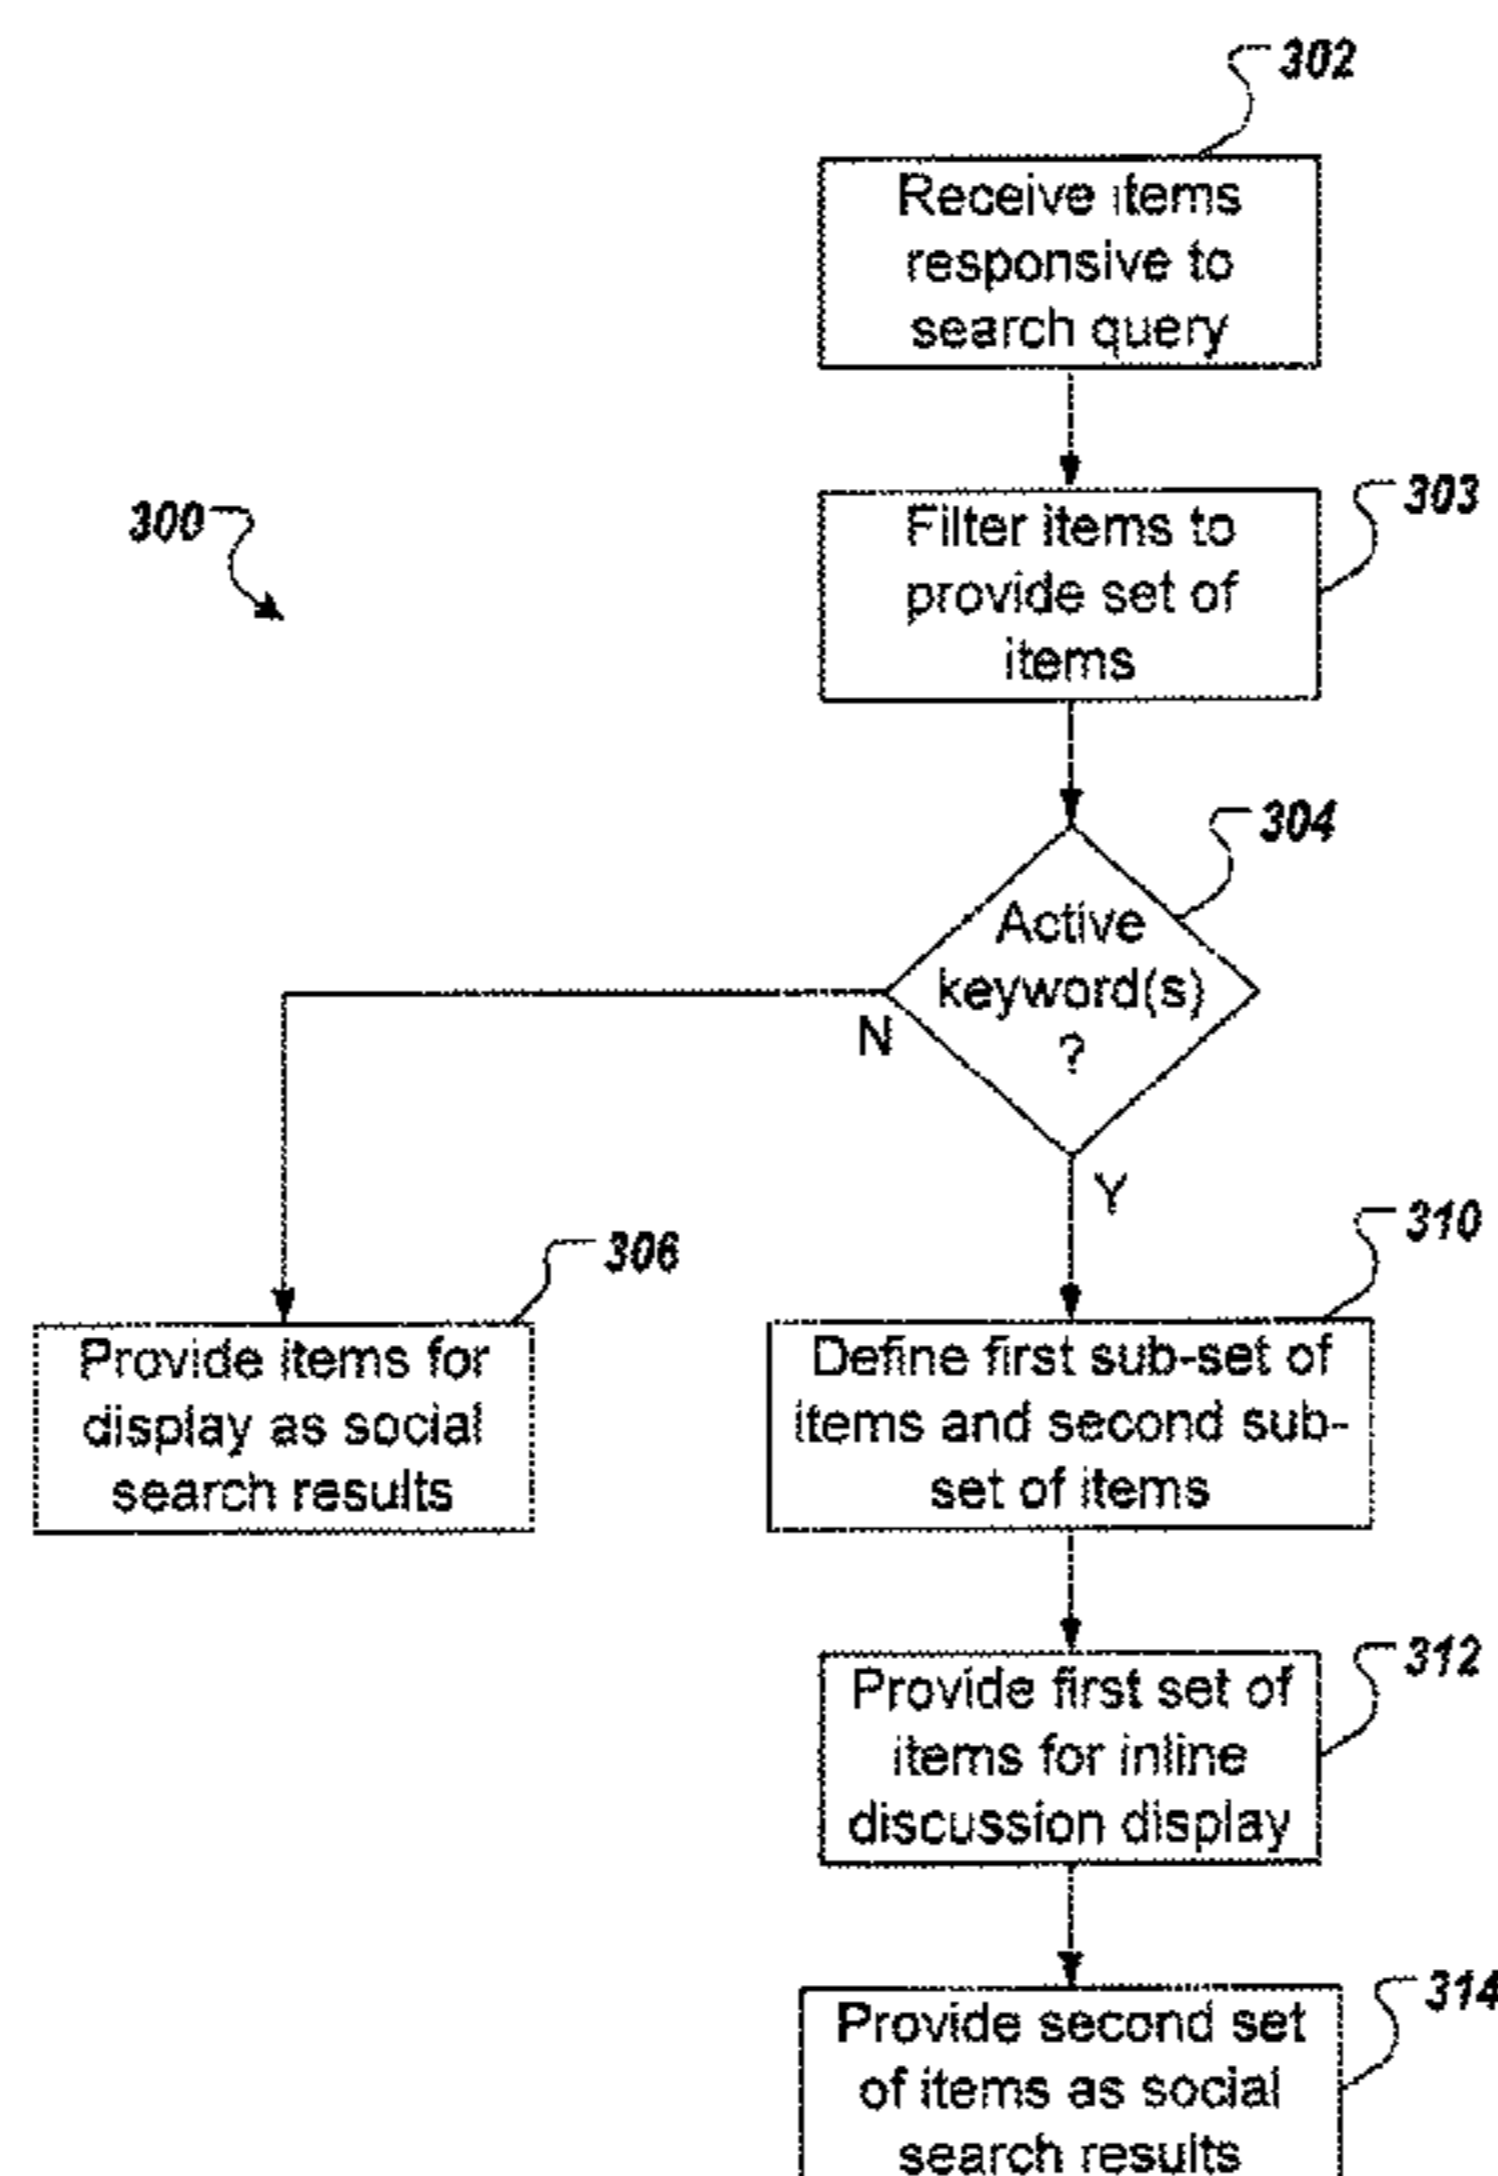 302
Receive items
responsive to
search query
300
303
Filter items to
provide set of
items
304
Active
keyword(s)
?
N
Y
306
310
Provide items for
display as social
search results
Define first sub-set of
items and second sub-
set of items
312
Provide first set of
items for inline
discussion display
314
Provide second set
of items as social
search results